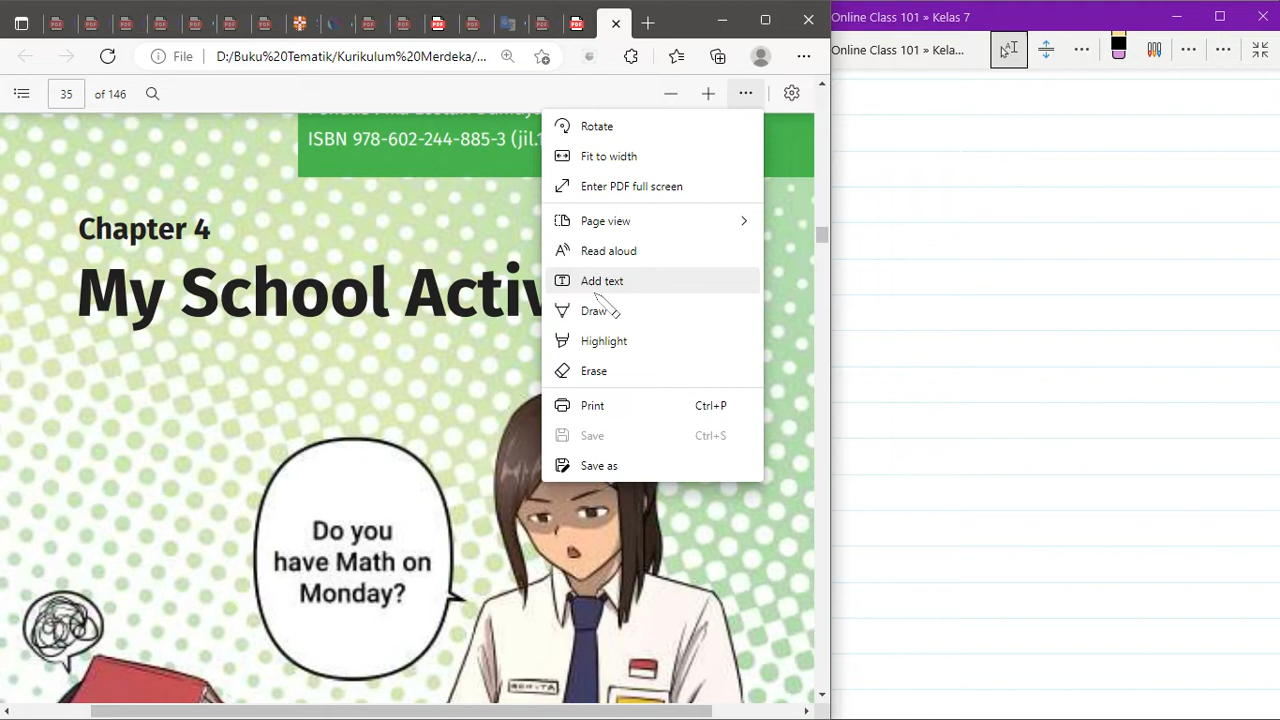 Online Class 101 » Kelas 7
File
D:/Buku%20Tematik/Kurikulum%20Merdeka/...
Online Class 101 » Kela...
35 of 146
ISBN 978-602-244-885-3 (jil.1
Chapter 4
My School Activ
Rotate
Fit to width
Enter PDF full screen
Page view
Read aloud
Add text
Draw
Highlight
Erase
Print Ctrl+P
Save Ctrl+S
Save as
Do you
have Math on
Monday?